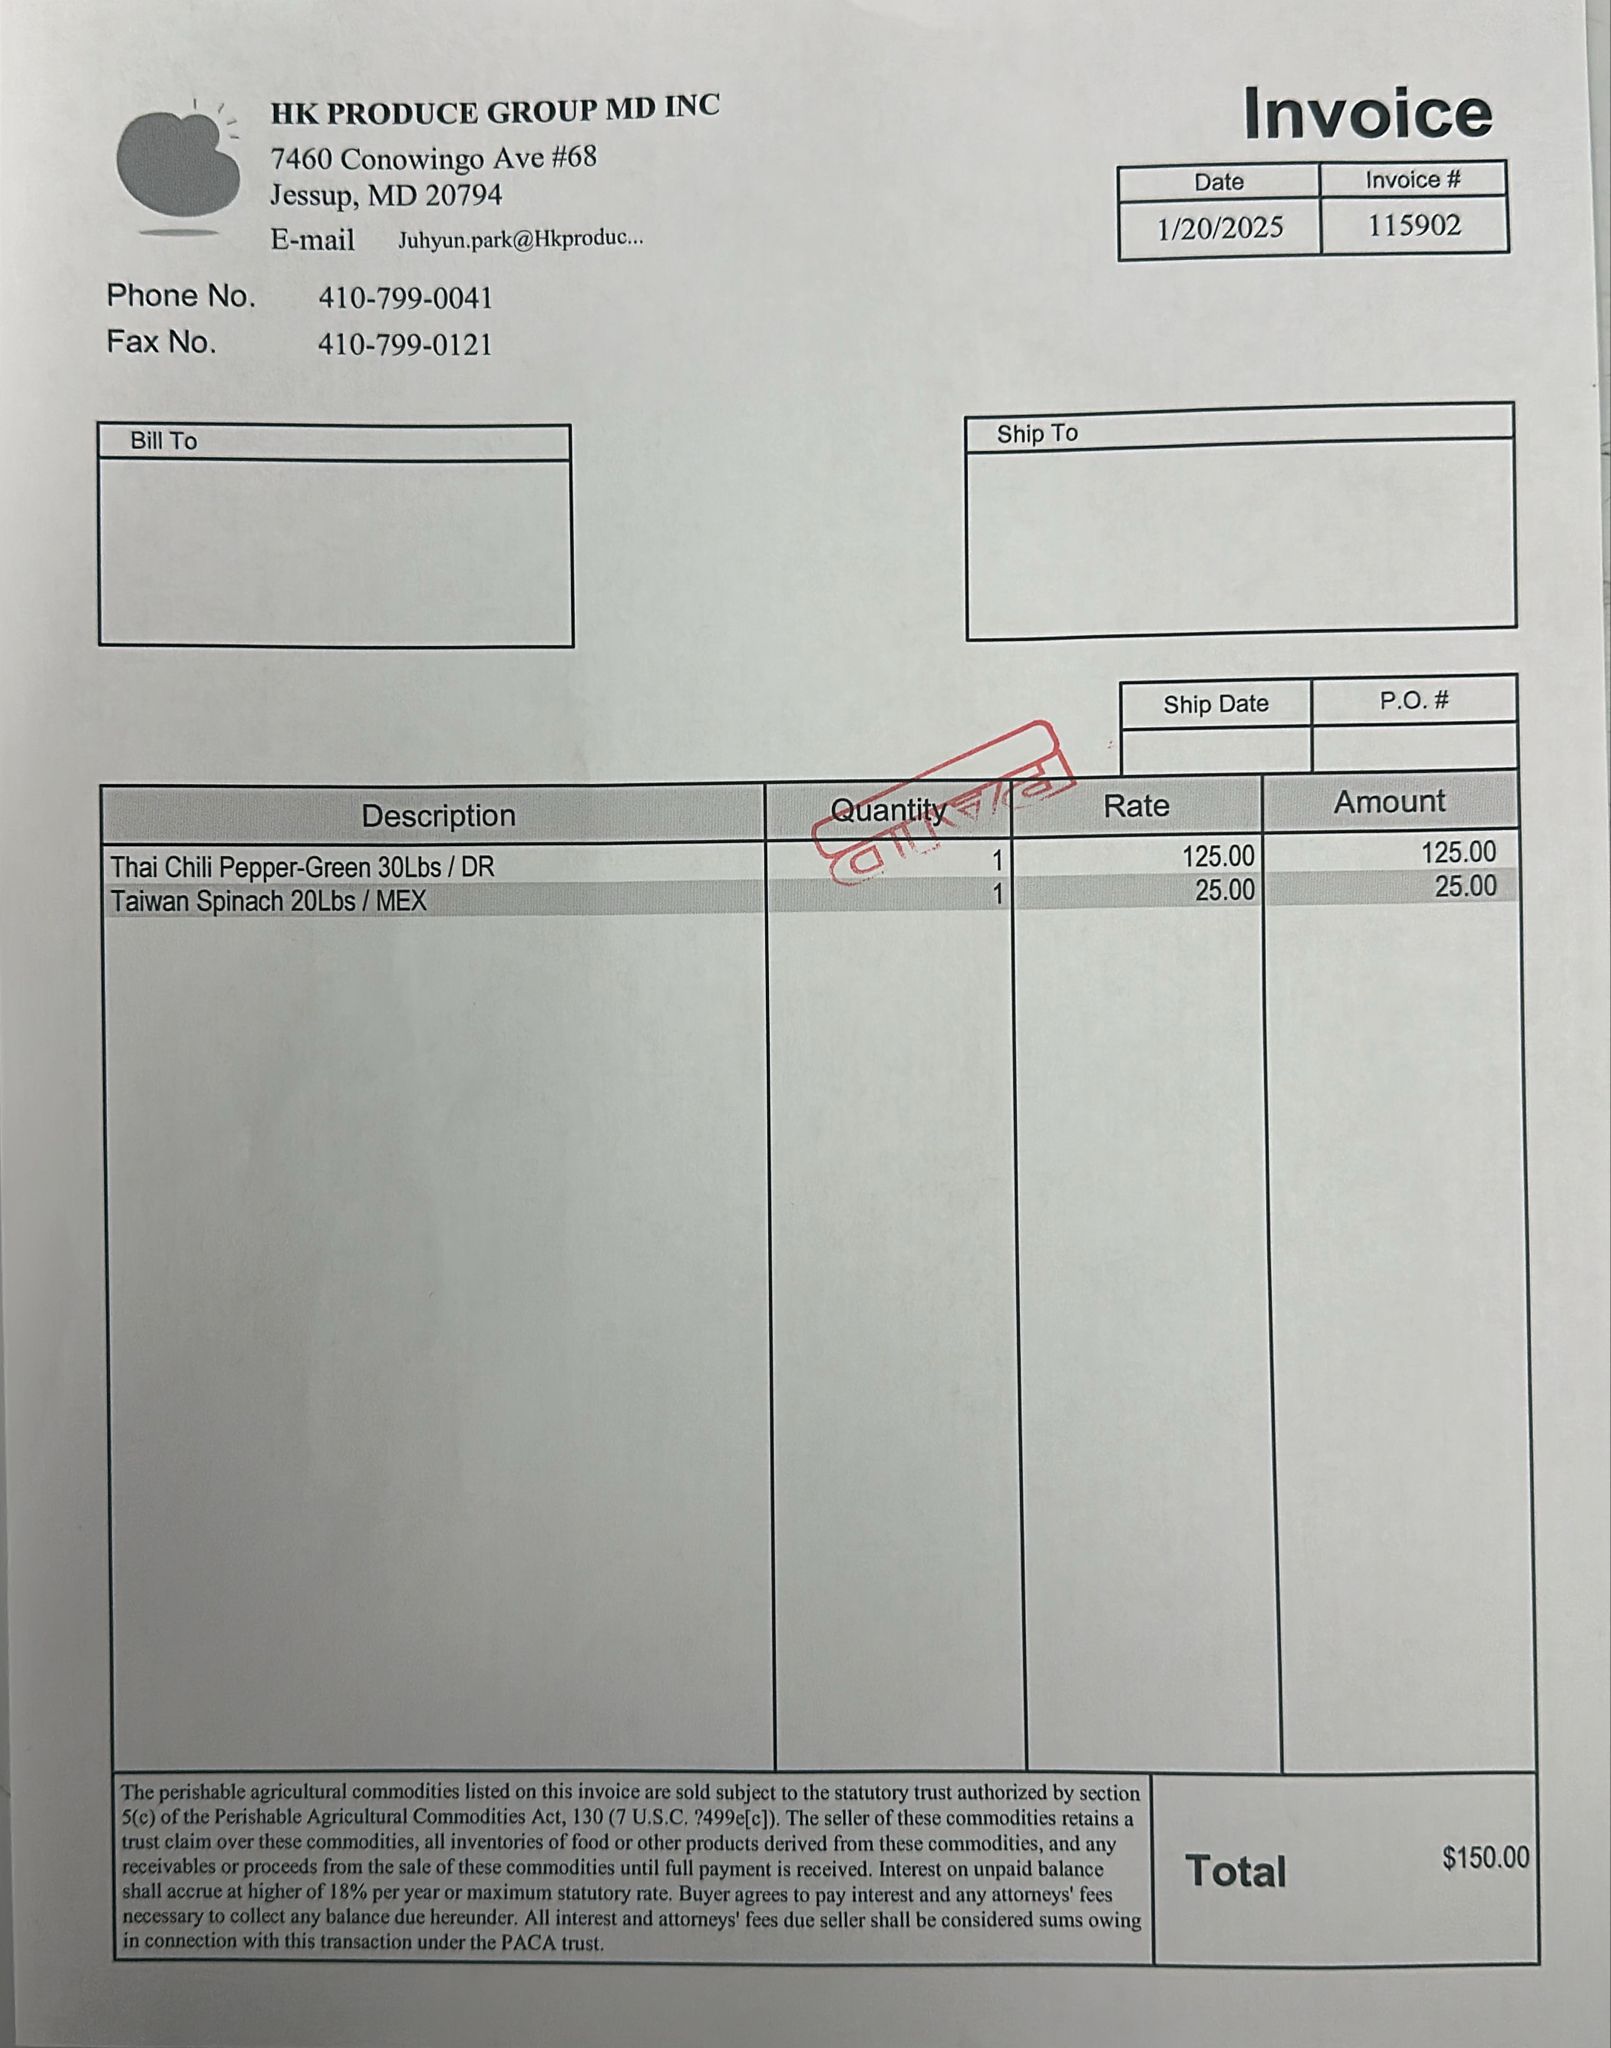 HK PRODUCE GROUP MD INC
7460 Conowingo Ave #68
Jessup, MD 20794
E-mail Juhyun.park@Hkproduc...
Phone No. 410-799-0041
Fax No. 410-799-0121
Invoice
Date Invoice #
1/20/2025 115902
Bill To
Ship To
Ship Date P.O. #
Description Quantity Rate Amount
Thai Chili Pepper-Green 30Lbs / DR 1 125.00 125.00
Taiwan Spinach 20Lbs / MEX 1 25.00 25.00
The perishable agricultural commodities listed on this invoice are sold subject to the statutory trust authorized by section
5(c) of the Perishable Agricultural Commodities Act, 130 (7 U.S.C. ?499e[c]). The seller of these commodities retains a
trust claim over these commodities, all inventories of food or other products derived from these commodities, and any
receivables or proceeds from the sale of these commodities until full payment is received. Interest on unpaid balance
shall accrue at higher of 18% per year or maximum statutory rate. Buyer agrees to pay interest and any attorneys' fees
necessary to collect any balance due hereunder. All interest and attorneys' fees due seller shall be considered sums owing
in connection with this transaction under the PACA trust.
Total $150.00